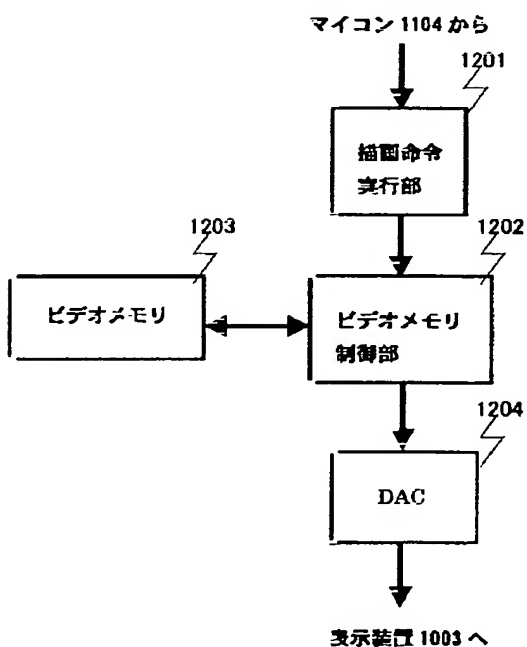 マイコン 1104 から
1201
描画命令
実行部
1203
1202
ビデオメモリ
ビデオメモリ
制御部
1204
DAC
表示装置 1003 へ